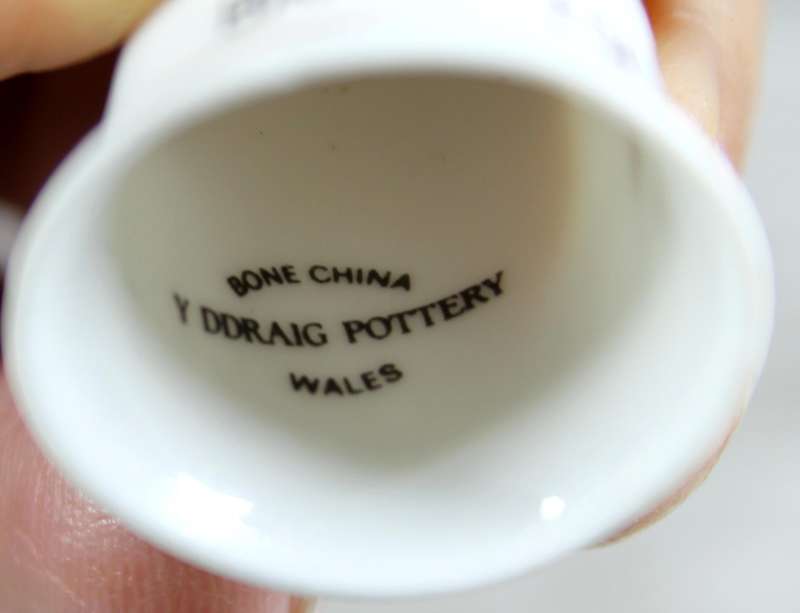 BONE CHINA
Y DDRAIG POTTERY
WALES